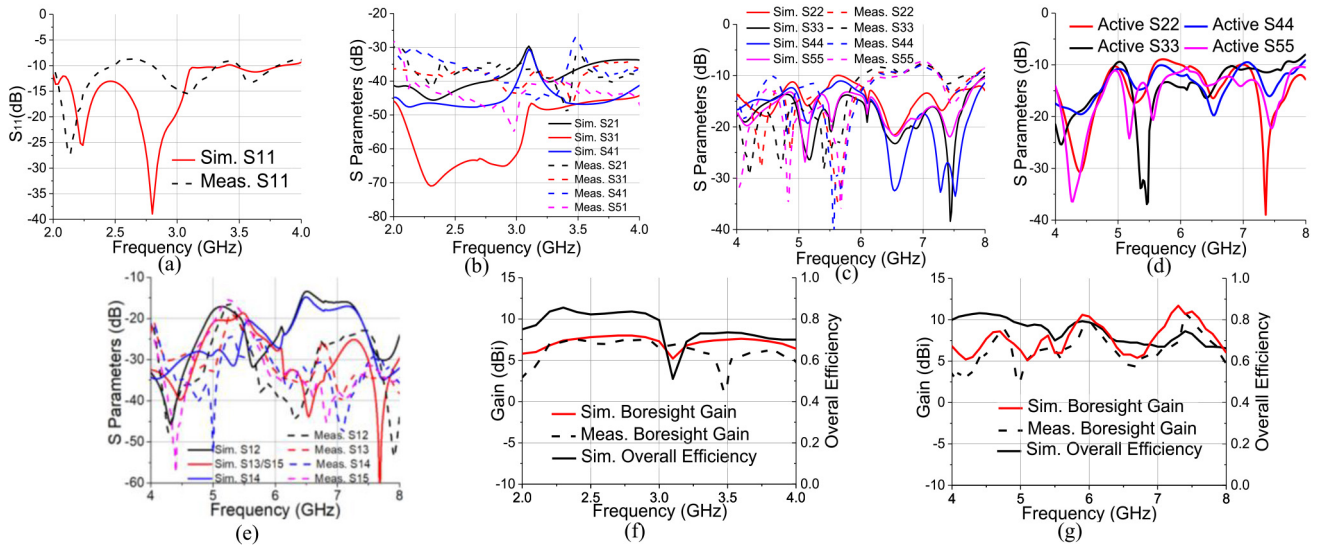 0
-10
-20
-30
-40
S11(dB)
Sim. S11
Meas. S11
2.0 2.5 3.0 3.5 4.0
Frequency (GHz)
(a)
-20
-30
-40
-50
-60
-70
-80
S Parameters (dB)
Sim. S21
Sim. S31
Sim. S41
Meas. S21
Meas. S31
Meas. S41
Meas. S51
2.0 2.5 3.0 3.5 4.0
Frequency (GHz)
(b)
Sim. S22 Meas. S22
Sim. S33 Meas. S33
Sim. S44 Meas. S44
Sim. S55 Meas. S55
0
-10
-20
-30
-40
S Parameters (dB)
4 5 6 7 8
Frequency (GHz)
(c)
Active S22 Active S44
Active S33 Active S55
0
-10
-20
-30
-40
S Parameters (dB)
4 5 6 7 8
Frequency (GHz)
(d)
-10
-20
-30
-40
-50
-60
S Parameters (dB)
Sim. S12
Sim. S13/S15
Sim. S14
Meas. S12
Meas. S13
Meas. S14
Meas. S15
4 5 6 7 8
Frequency (GHz)
(e)
15
10
5
0
-5
-10
Gain (dBi)
Sim. Boresight Gain
Meas. Boresight Gain
Sim. Overall Efficiency
1.0
0.8
0.6
0.4
0.2
0.0
Overall Efficiency
2.0 2.5 3.0 3.5 4.0
Frequency (GHz)
(f)
15
10
5
0
-5
-10
Gain (dBi)
Sim. Boresight Gain
Meas. Boresight Gain
Sim. Overall Efficiency
1.0
0.8
0.6
0.4
0.2
0.0
Overall Efficiency
4 5 6 7 8
Frequency (GHz)
(g)